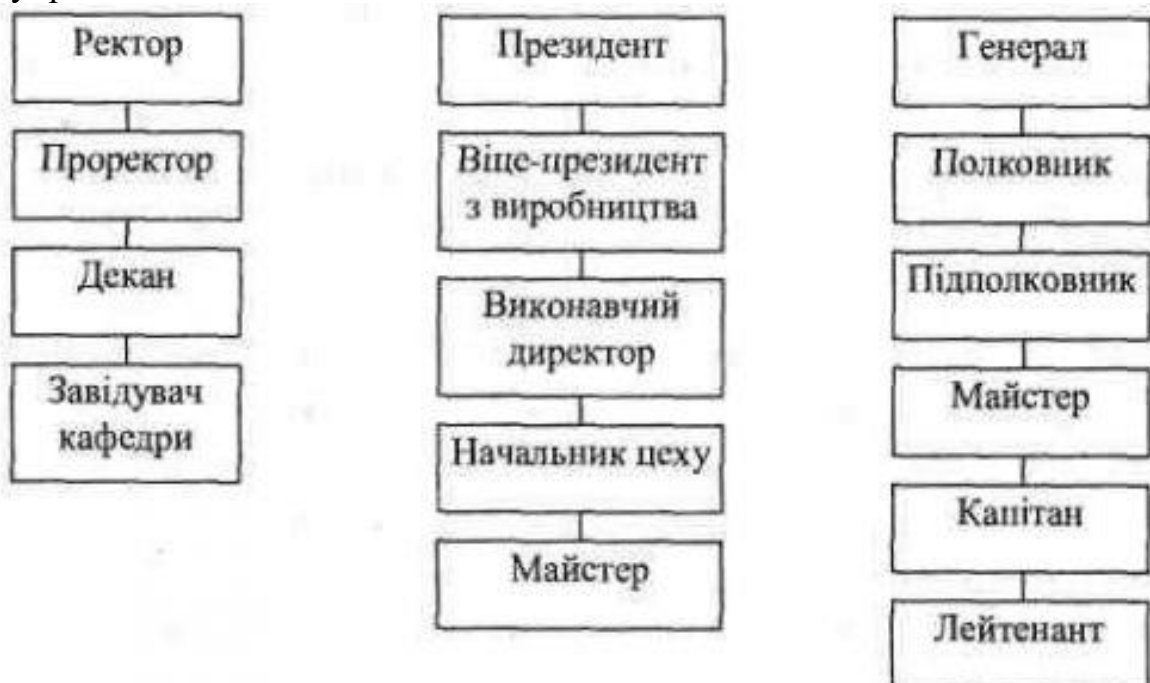 Ректор
Проректор
Декан
Завідувач
кафедри
Президент
Віце-президент
з виробництва
Виконавчий
директор
Начальник цеху
Майстер
Генерал
Полковник
Підполковник
Майстер
Капітан
Лейтенант